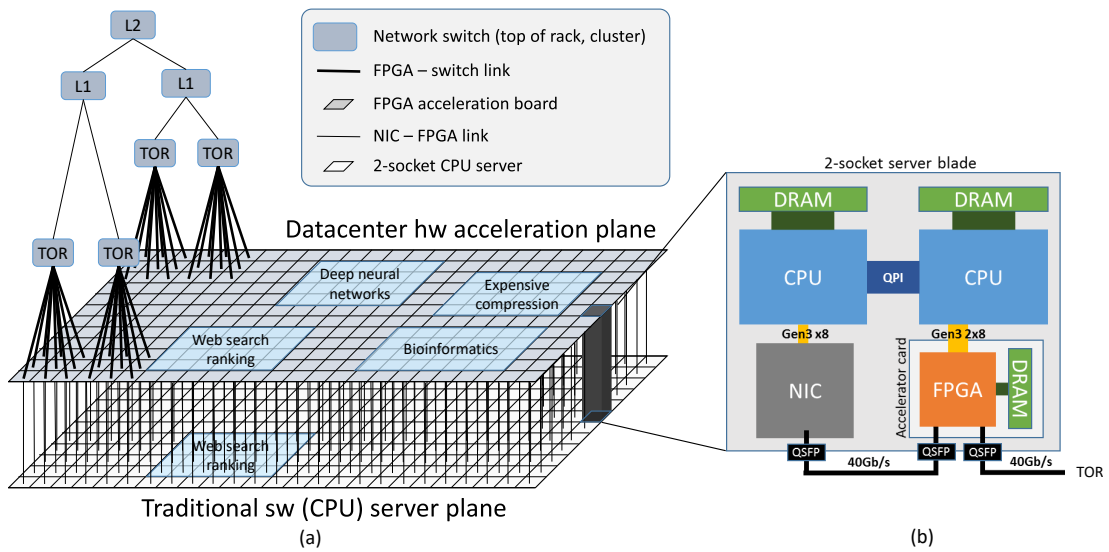 L2
L1
L1
TOR
TOR
TOR
TOR
Network switch (top of rack, cluster)
FPGA – switch link
FPGA acceleration board
NIC – FPGA link
2-socket CPU server
Datacenter hw acceleration plane
Deep neural
networks
Expensive
compression
Web search
ranking
Bioinformatics
Web search
ranking
Traditional sw (CPU) server plane
(a)
2-socket server blade
DRAM
DRAM
CPU
QPI
CPU
Gen3 x8
Gen3 2x8
NIC
Accelerator card
FPGA
DRAM
QSFP
QSFP
QSFP
40Gb/s
40Gb/s
TOR
(b)